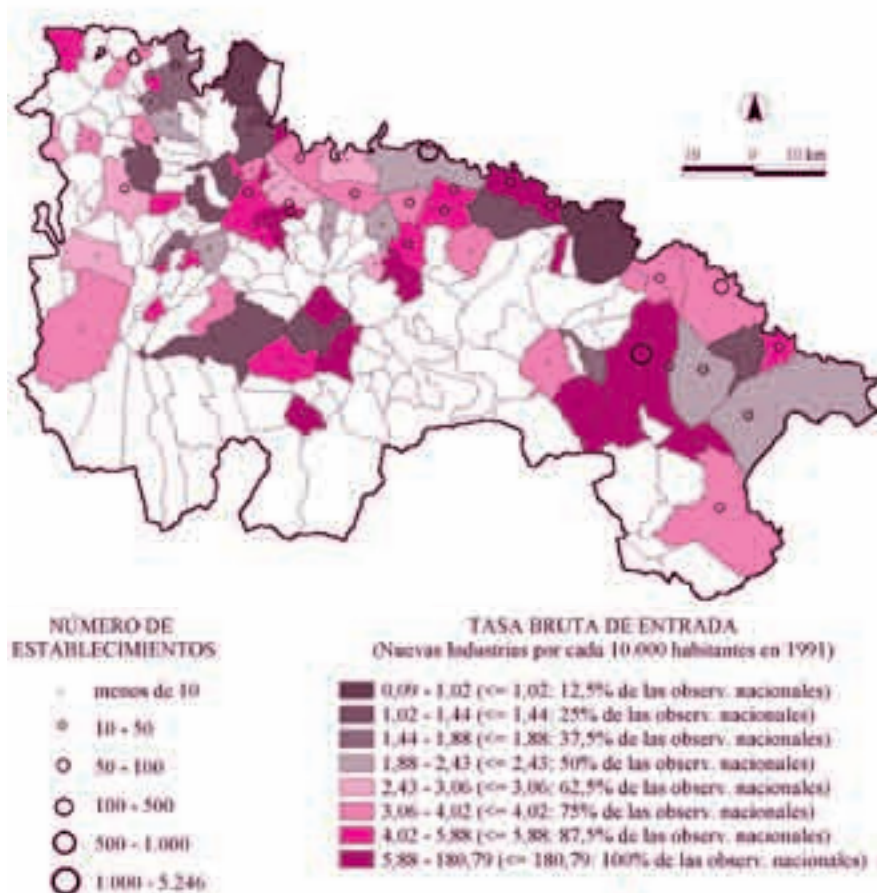 10 0 10 km
NÚMERO DE
ESTABLECIMIENTOS
menos de 10
10 - 50
50 - 100
100 - 500
500 - 1.000
1.000 - 5.246
TASA BRUTA DE ENTRADA
(Nuevas Industrias por cada 10.000 habitantes en 1991)
0,09 - 1,02 (<= 1,02: 12,5% de las observ. nacionales)
1,02 - 1,44 (<= 1,44: 25% de las observ. nacionales)
1,44 - 1,88 (<= 1,88: 37,5% de las observ. nacionales)
1,88 - 2,43 (<= 2,43: 50% de las observ. nacionales)
2,43 - 3,06 (<= 3,06: 62,5% de las observ. nacionales)
3,06 - 4,02 (<= 4,02: 75% de las observ. nacionales)
4,02 - 5,88 (<= 5,88: 87,5% de las observ. nacionales)
5,88 - 180,79 (<= 180,79: 100% de las observ. nacionales)